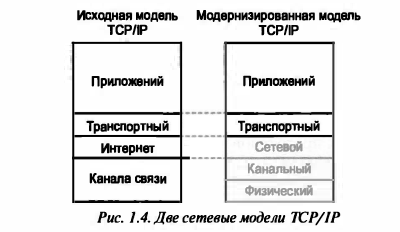 Исходная модель Модернизированная модель
TCP/IP TCP/IP
Приложений Приложений
Транспортный Транспортный
Интернет Сетевой
Канала связи Канальный
Физический
Рис. 1.4. Две сетевые модели TCP/IP